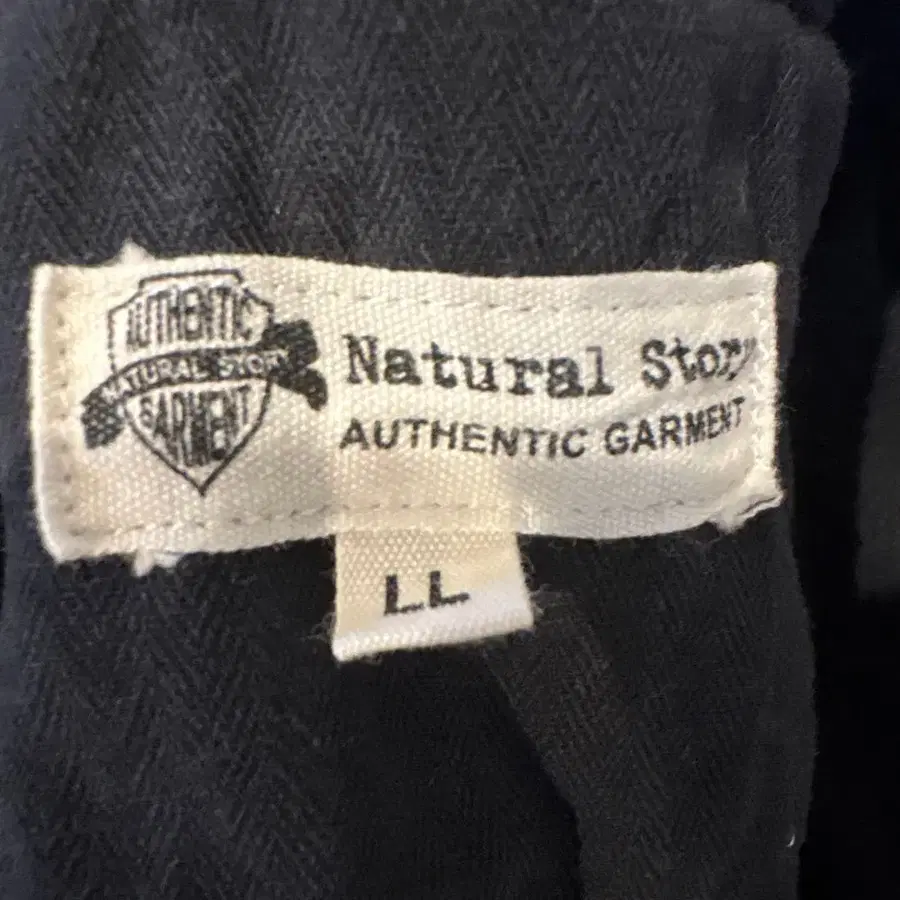 AUTHENTIC
NATURAL STORY
GARMENT
Natural Story
AUTHENTIC GARMENT
LL